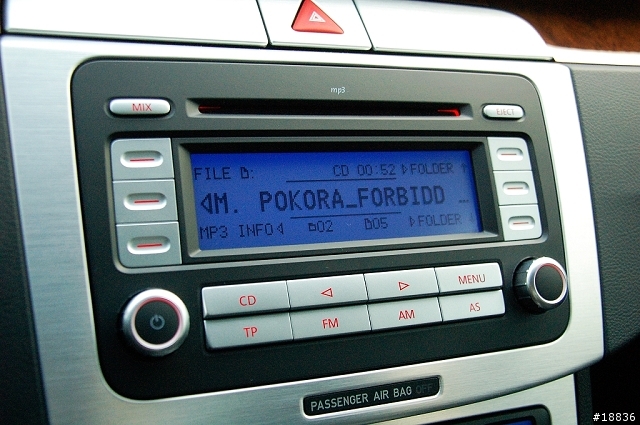 mp3
MIX
EJECT
FILE
CD 00:52 FOLDER
M. POKORA_FORBIDD
MP3 INFO 02 05 FOLDER
CD
MENU
TP
FM
AM
AS
PASSENGER AIR BAG OFF
#18836